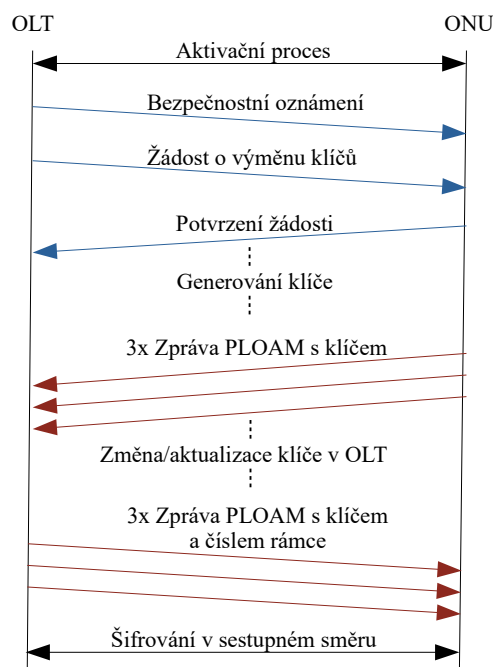 OLT
ONU
Aktivační proces
Bezpečnostní oznámení
Žádost o výměnu klíčů
Potvrzení žádosti
Generování klíče
3x Zpráva PLOAM s klíčem
Změna/aktualizace klíče v OLT
3x Zpráva PLOAM s klíčem
a číslem rámce
Šifrování v sestupném směru